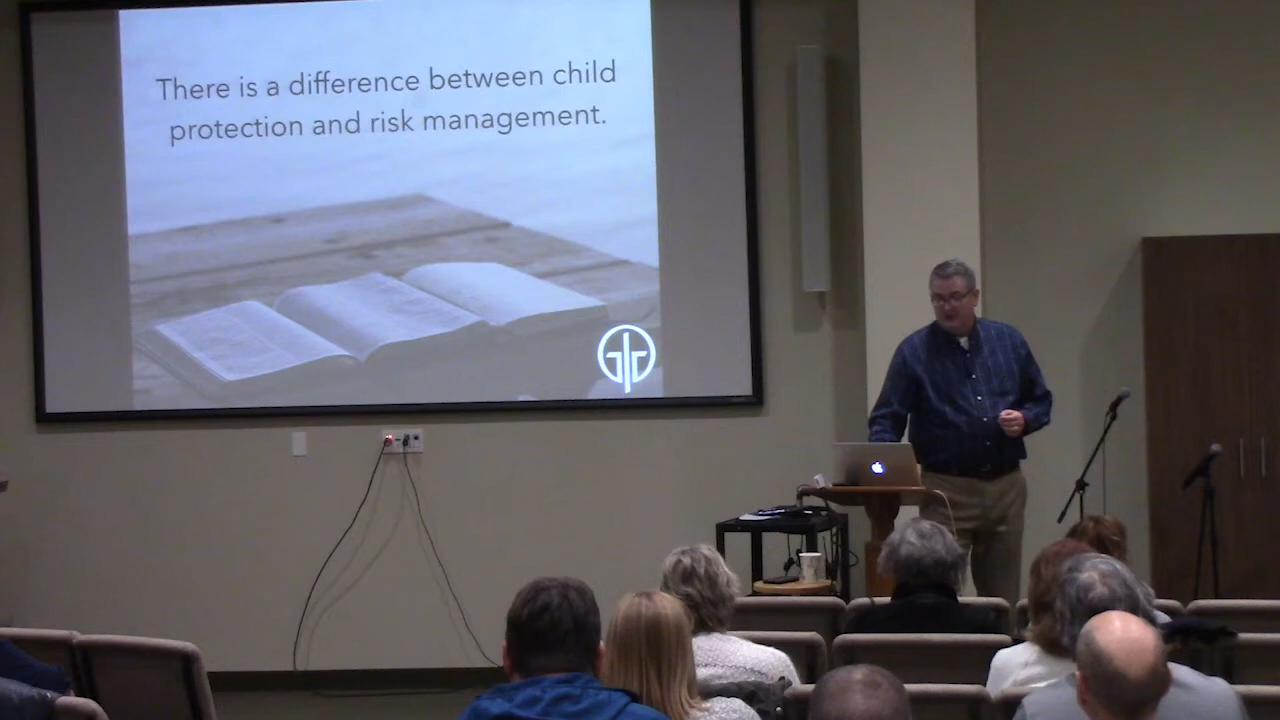 There is a difference between child
protection and risk management.